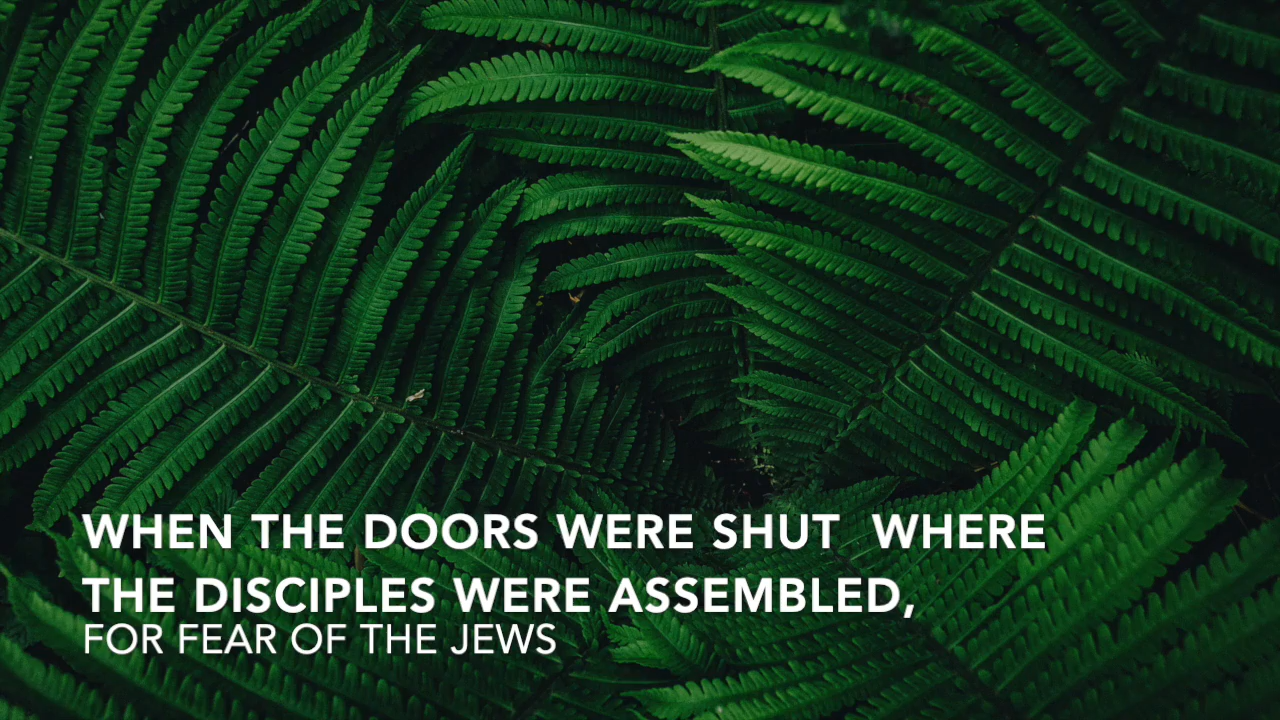 WHEN THE DOORS WERE SHUT  WHERE
THE DISCIPLES WERE ASSEMBLED,
FOR FEAR OF THE JEWS